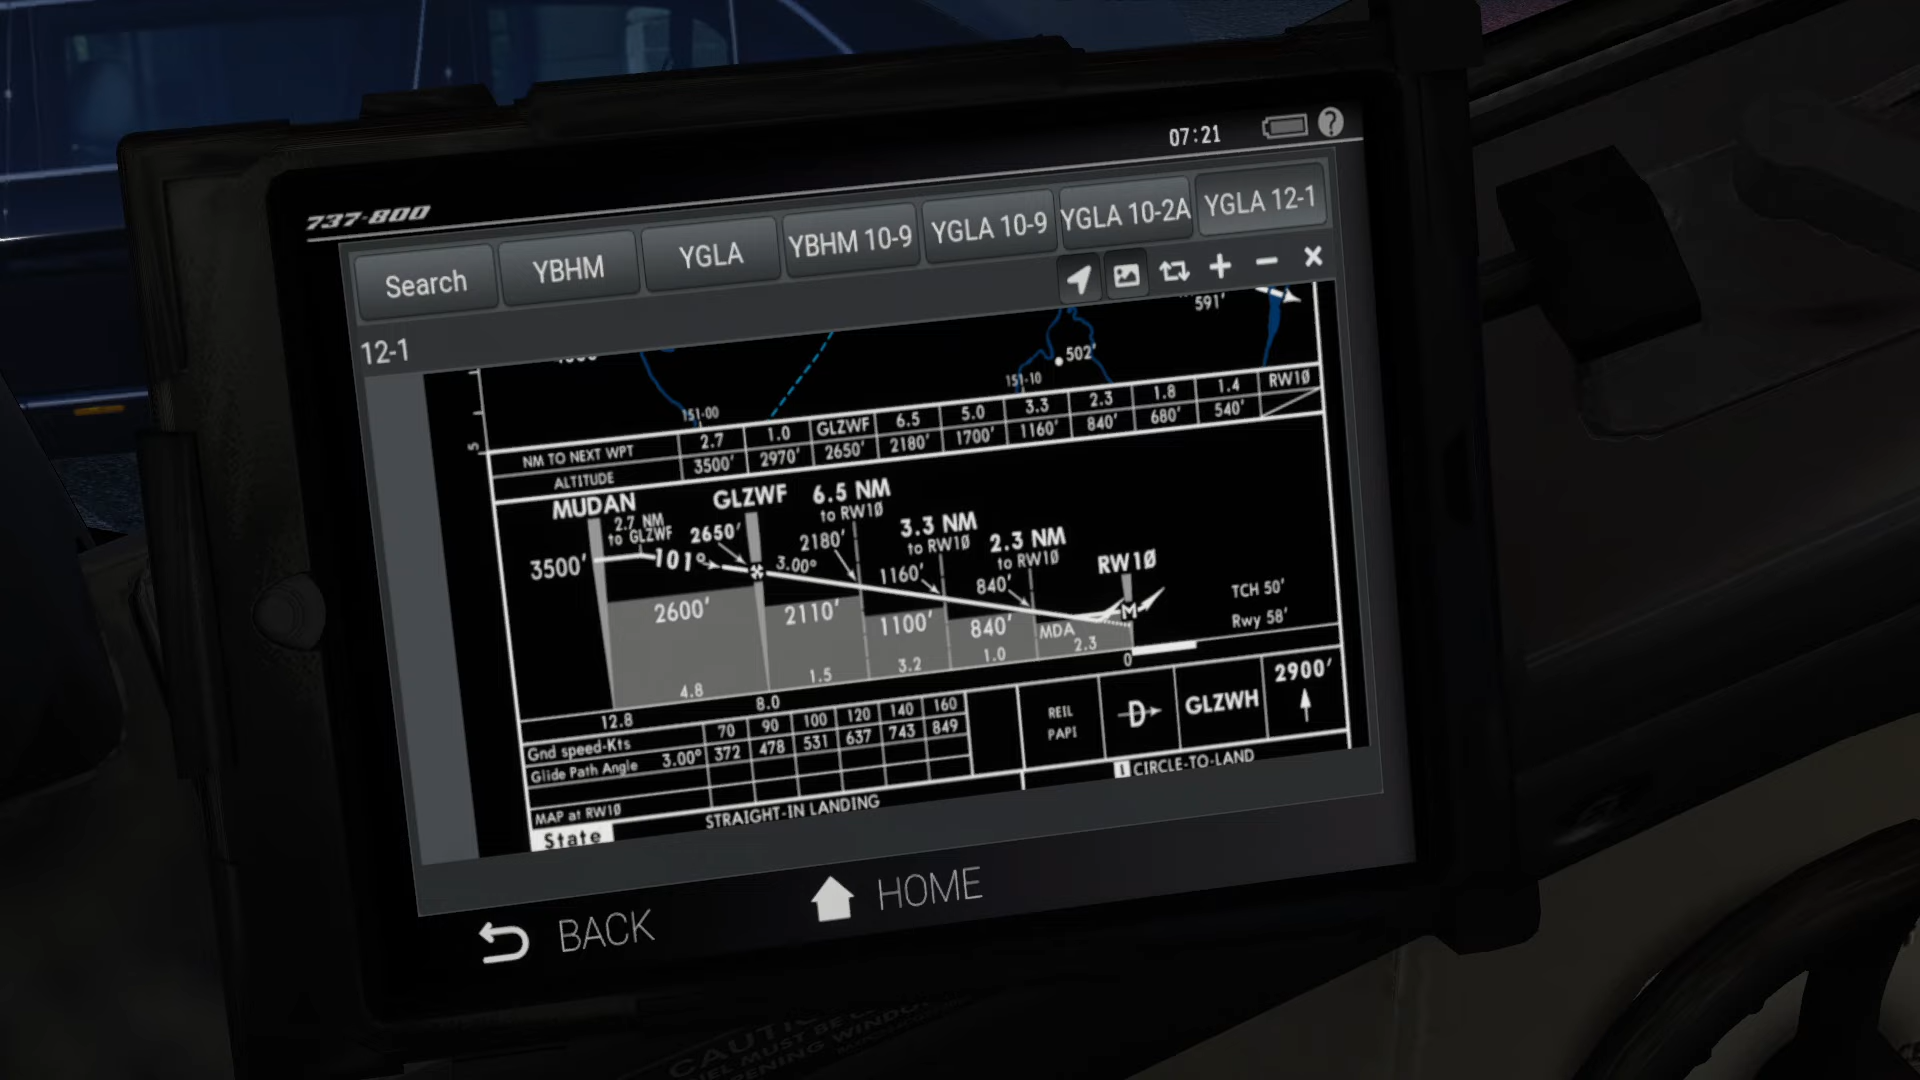 07:21
?
737-800
Search YBHM YGLA YBHM 10-9 YGLA 10-9 YGLA 10-2A YGLA 12-1
12-1
591'
502'
151-10
151-00
5
NM TO NEXT WPT 2.7 1.0 GLZWF 6.5 5.0 3.3 2.3 1.8 1.4 RW10
ALTITUDE 3500' 2970' 2650' 2180' 1700' 1160' 840' 680' 540'
MUDAN GLZWF 6.5 NM
to RW10
2.7 NM
to GLZWF
2650'
3.3 NM
to RW10
2.3 NM
to RW10
RW1Ø
3500' 101° 3.00° 2180' 1160' 840'
TCH 50'
Rwy 58'
2600' 2110' 1100' 840' MDA
4.8 1.5 3.2 1.0 2.3
12.8 8.0 0
Gnd speed-Kts 70 90 100 120 140 160
Glide Path Angle 3.00° 372 478 531 637 743 849
MAP at RW10
REIL
PAPI
D
GLZWH
2900'
State
STRAIGHT-IN LANDING
1 CIRCLE-TO-LAND
BACK HOME